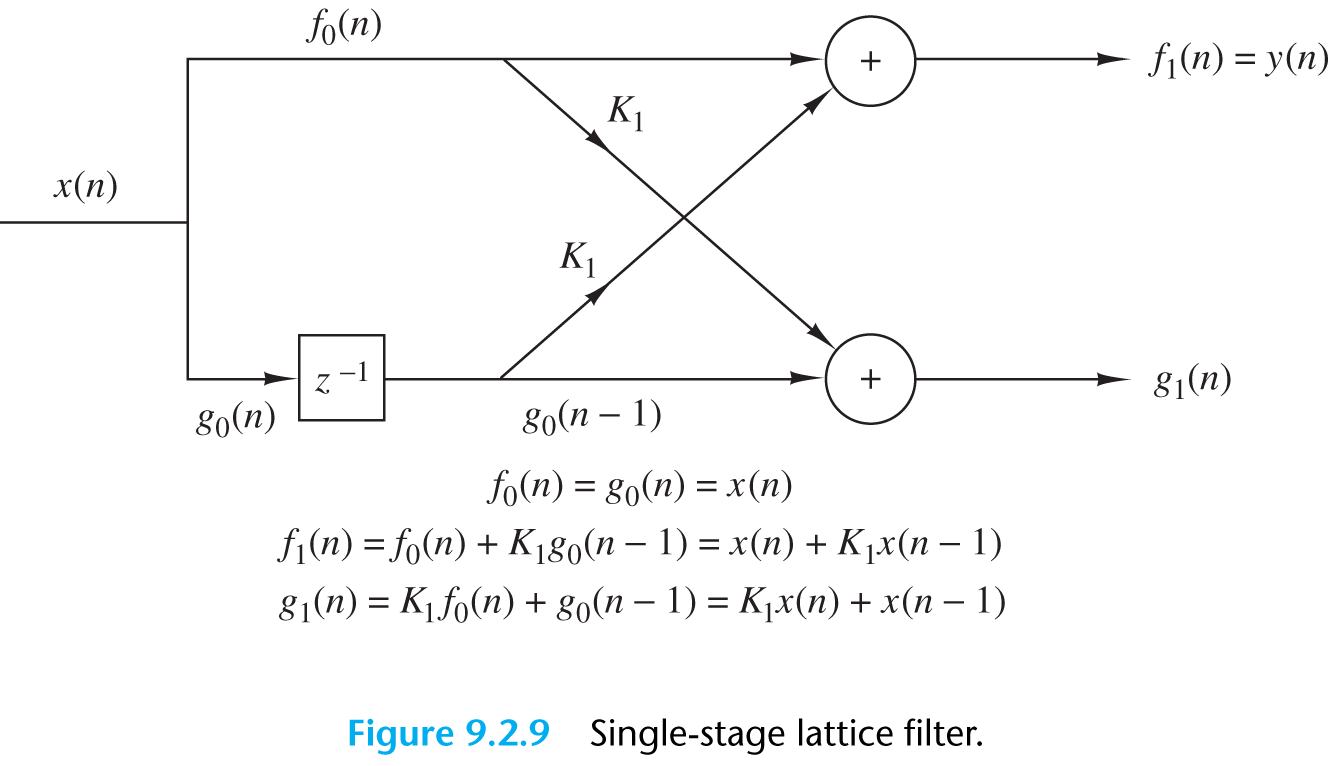 f₀(n)
+
f₁(n) = y(n)
K₁
x(n)
K₁
z⁻¹
+
g₁(n)
g₀(n)
g₀(n − 1)
f₀(n) = g₀(n) = x(n)
f₁(n) = f₀(n) + K₁g₀(n − 1) = x(n) + K₁x(n − 1)
g₁(n) = K₁f₀(n) + g₀(n − 1) = K₁x(n) + x(n − 1)
Figure 9.2.9 Single-stage lattice filter.